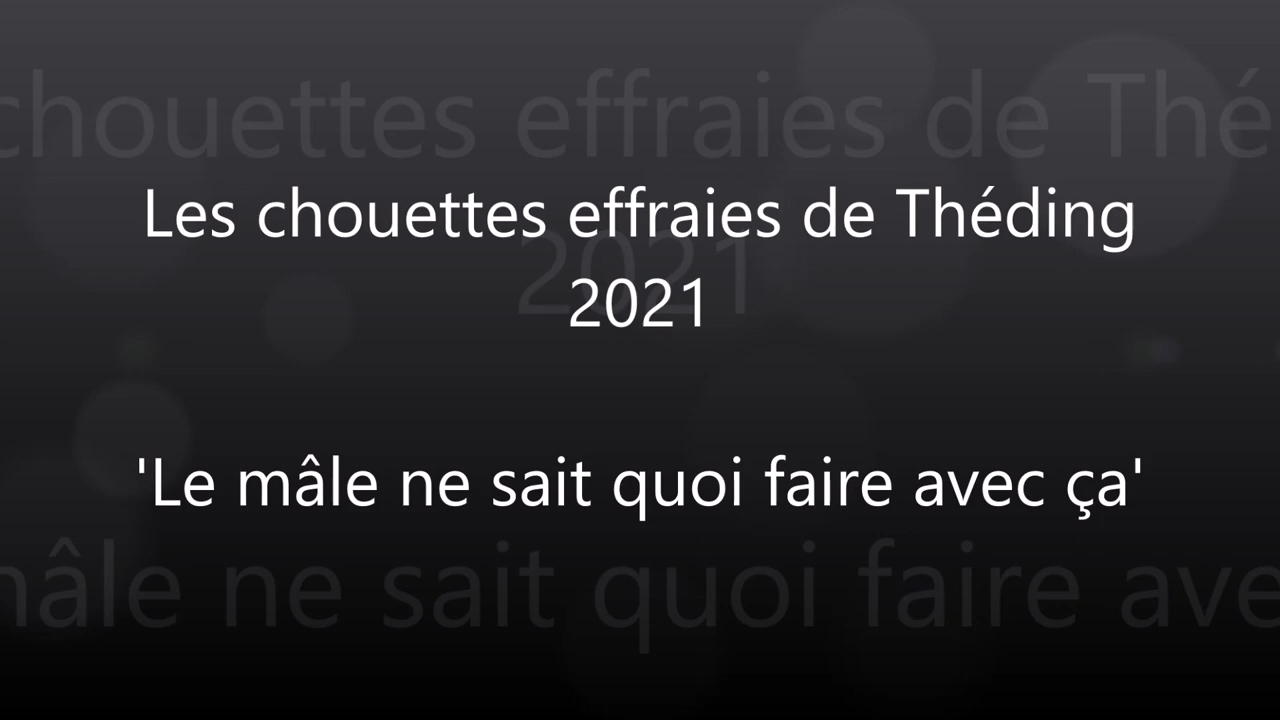 Les chouettes effraies de Théding
2021
'Le mâle ne sait quoi faire avec ça'